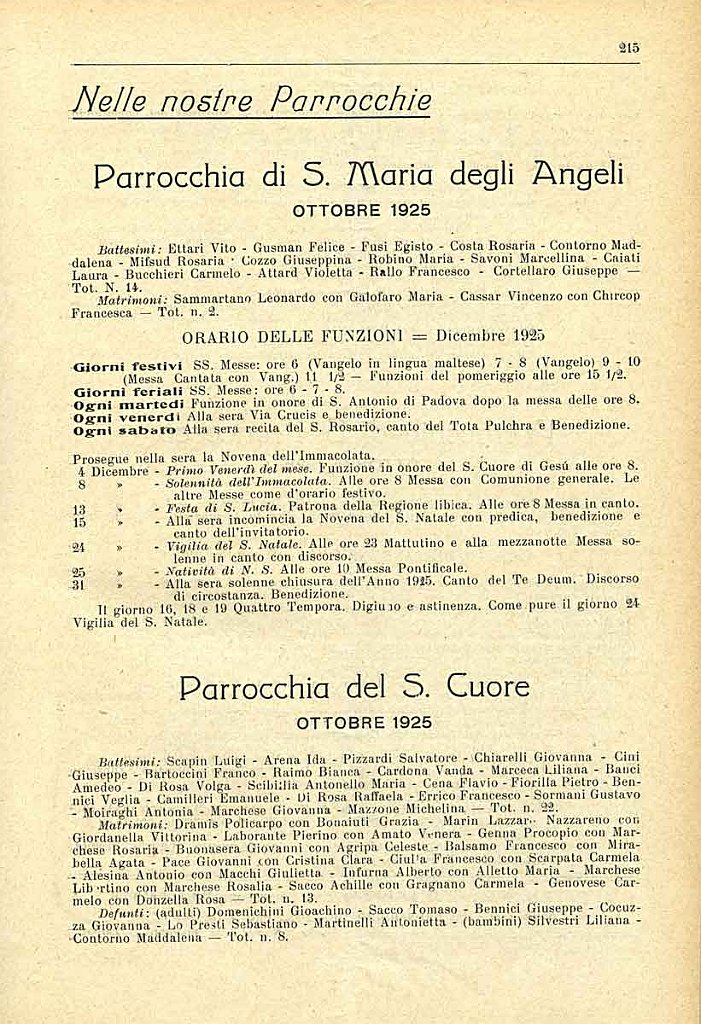 215
Nelle nostre Parrocchie
Parrocchia di S. Maria degli Angeli
OTTOBRE 1925
Battesimi: Ettari Vito - Gusman Felice - Fusi Egisto - Costa Rosaria - Contorno Mad-
dalena - Mifsud Rosaria - Cozzo Giuseppina - Robino Maria - Savoni Marcellina - Caiati
Laura - Bucchieri Carmelo - Attard Violetta - Rallo Francesco - Cortellaro Giuseppe —
Tot. N. 14.
Matrimoni: Sammartano Leonardo con Galofaro Maria - Cassar Vincenzo con Chircop
Francesca — Tot. n. 2.
ORARIO DELLE FUNZIONI = Dicembre 1925
Giorni festivi SS. Messe: ore 6 (Vangelo in lingua maltese) 7 - 8 (Vangelo) 9 - 10
(Messa Cantata con Vang.) 11 1/2 — Funzioni del pomeriggio alle ore 15 1/2.
Giorni feriali SS. Messe: ore 6 - 7 - 8.
Ogni martedì Funzione in onore di S. Antonio di Padova dopo la messa delle ore 8.
Ogni venerdì Alla sera Via Crucis e benedizione.
Ogni sabato Alla sera recita del S. Rosario, canto del Tota Pulchra e Benedizione.
Prosegue nella sera la Novena dell'Immacolata.
4 Dicembre - Primo Venerdì del mese. Funzione in onore del S. Cuore di Gesù alle ore 8.
8 » - Solennità dell'Immacolata. Alle ore 8 Messa con Comunione generale. Le
altre Messe come d'orario festivo.
13 » - Festa di S. Lucia. Patrona della Regione libica. Alle ore 8 Messa in canto.
15 » - Alla sera incomincia la Novena del S. Natale con predica, benedizione e
canto dell'invitatorio.
24 » - Vigilia del S. Natale. Alle ore 23 Mattutino e alla mezzanotte Messa so-
lenne in canto con discorso.
25 » - Natività di N. S. Alle ore 10 Messa Pontificale.
31 » - Alla sera solenne chiusura dell'Anno 1925. Canto del Te Deum. Discorso
di circostanza. Benedizione.
Il giorno 16, 18 e 19 Quattro Tempora. Digiuno e astinenza. Come pure il giorno 24
Vigilia del S. Natale.
Parrocchia del S. Cuore
OTTOBRE 1925
Battesimi: Scapin Luigi - Arena Ida - Pizzardi Salvatore - Chiarelli Giovanna - Cini
Giuseppe - Bartoccini Franco - Raimo Bianca - Cardona Vanda - Marceca Liliana - Banci
Amedeo - Di Rosa Volga - Scibilia Antonello Maria - Cena Flavio - Fiorilla Pietro - Ben-
nici Veglia - Camilleri Emanuele - Di Rosa Raffaela - Errico Francesco - Sormani Gustavo
- Moiraghi Antonia - Marchese Giovanna - Mazzone Michelina — Tot. n. 22.
Matrimoni: Dramis Policarpo con Bonaiuti Grazia - Marin Lazzaro Nazzareno con
Giordanella Vittorina - Laborante Pierino con Amato Venera - Genna Procopio con Mar-
chese Rosaria - Buonasera Giovanni con Agripa Celeste - Balsamo Francesco con Mira-
bella Agata - Pace Giovanni con Cristina Clara - Giulia Francesco con Scarpata Carmela
- Alesina Antonio con Macchi Giulietta - Infurna Alberto con Alletto Maria - Marchese
Libertino con Marchese Rosalia - Sacco Achille con Gragnano Carmela - Genovese Car-
melo con Donzella Rosa — Tot. n. 13.
Defunti: (adulti) Domenichini Gioachino - Sacco Tomaso - Bennici Giuseppe - Cocuz-
za Giovanna - Lo Presti Sebastiano - Martinelli Antonietta - (bambini) Silvestri Liliana -
Contorno Maddalena — Tot. n. 8.